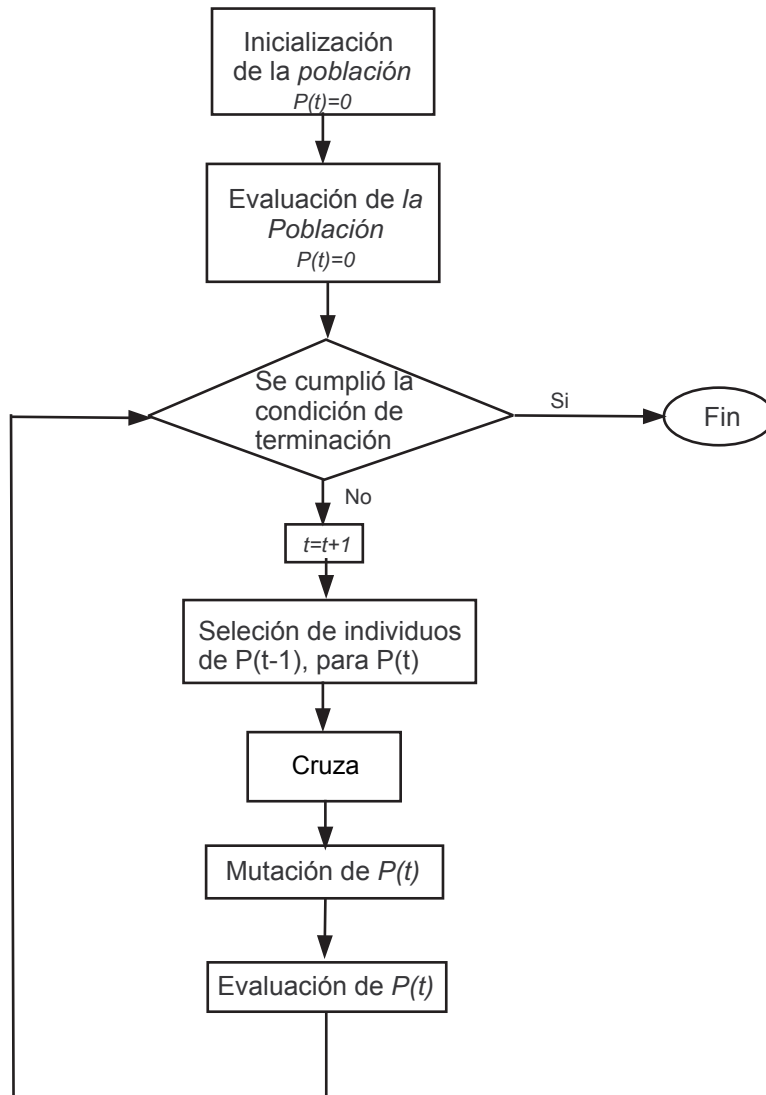 Inicialización
de la población
P(t)=0
Evaluación de la
Población
P(t)=0
Se cumplió la
condición de
terminación
Si
Fin
No
t=t+1
Seleción de individuos
de P(t-1), para P(t)
Cruza
Mutación de P(t)
Evaluación de P(t)